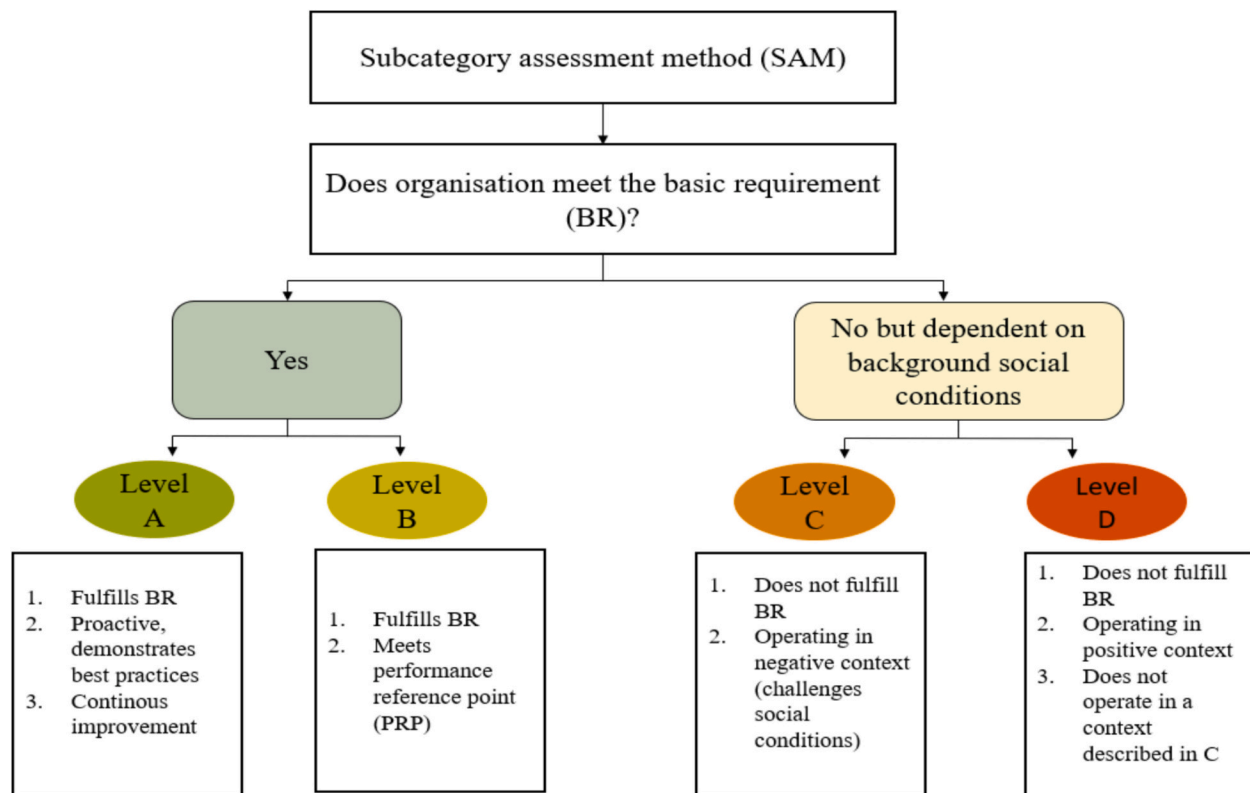 Subcategory assessment method (SAM)
Does organisation meet the basic requirement
(BR)?
Yes
No but dependent on
background social
conditions
Level
A
Level
B
Level
C
Level
D
1. Fulfills BR
2. Proactive,
demonstrates
best practices
3. Continous
improvement
1. Fulfills BR
2. Meets
performance
reference point
(PRP)
1. Does not fulfill
BR
2. Operating in
negative context
(challenges
social
conditions)
1. Does not fulfill
BR
2. Operating in
positive context
3. Does not
operate in a
context
described in C